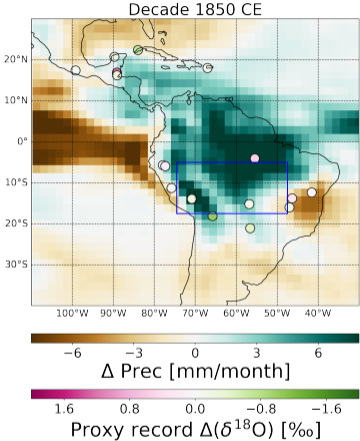 Decade 1850 CE
20°N
10°N
0°
10°S
20°S
30°S
100°W 90°W 80°W 70°W 60°W 50°W 40°W
−6 −3 0 3 6
Δ Prec [mm/month]
1.6 0.8 0.0 −0.8 −1.6
Proxy record Δ(δ¹⁸O) [‰]